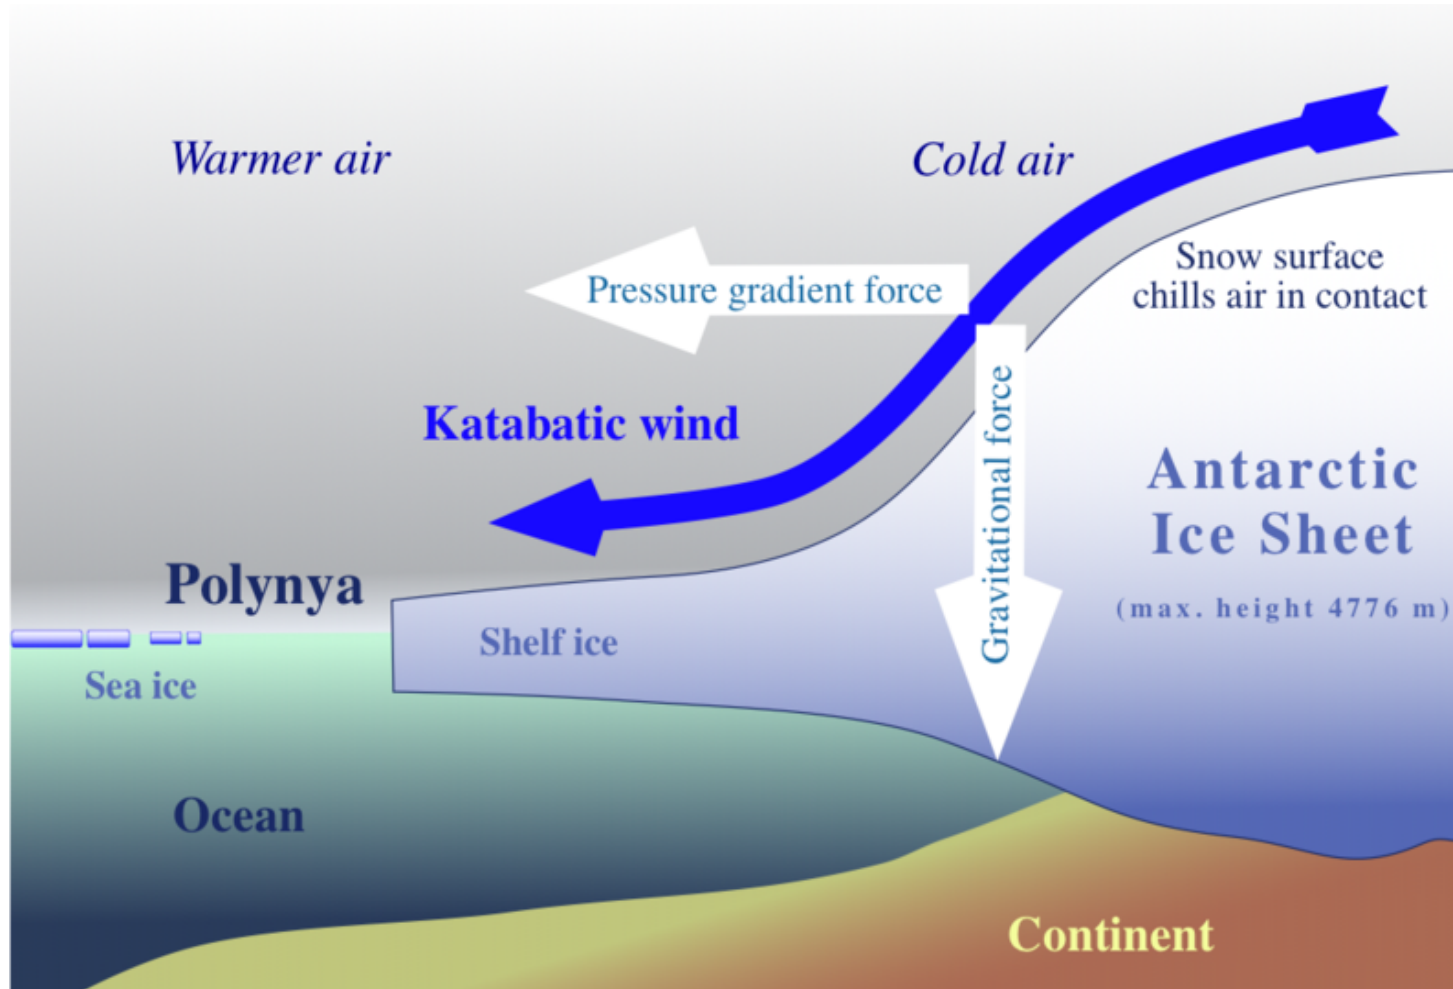 Warmer air
Cold air
Snow surface
chills air in contact
Pressure gradient force
Gravitational force
Katabatic wind
Antarctic
Ice Sheet
(max. height 4776 m)
Polynya
Shelf ice
Sea ice
Ocean
Continent